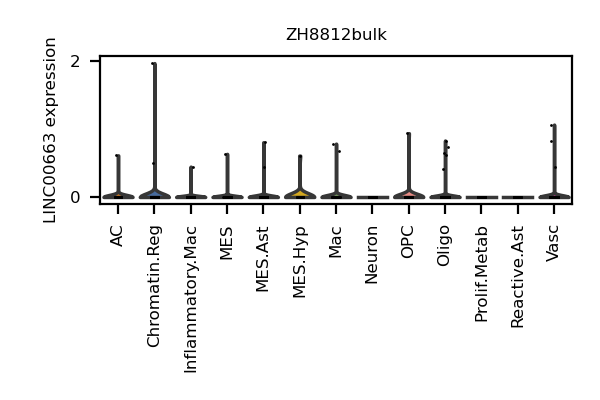 ZH8812bulk
LINC00663 expression
2
0
AC
Chromatin.Reg
Inflammatory.Mac
MES
MES.Ast
MES.Hyp
Mac
Neuron
OPC
Oligo
Prolif.Metab
Reactive.Ast
Vasc